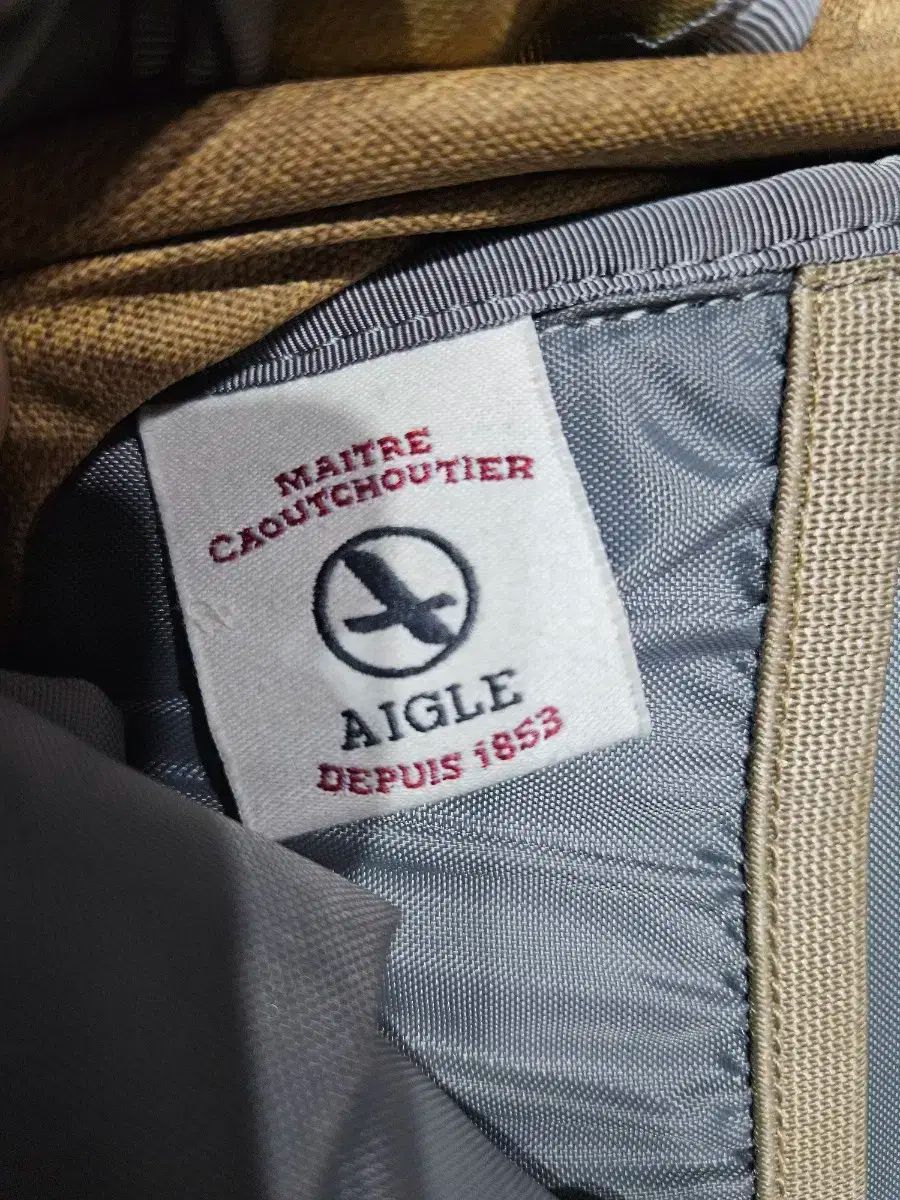 MAITRE
CAOUTCHOUTIER
AIGLE
DEPUIS 1853